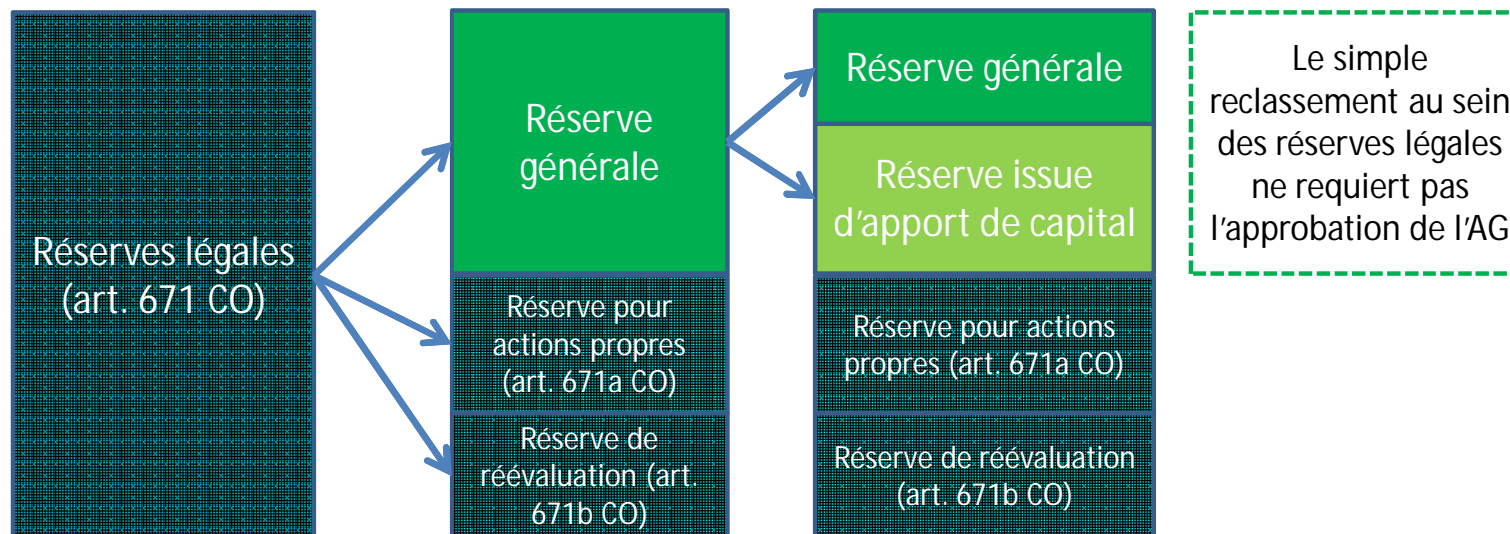 Réserves légales
(art. 671 CO)
Réserve
générale
Réserve pour
actions propres
(art. 671a CO)
Réserve de
réévaluation (art.
671b CO)
Réserve générale
Réserve issue
d'apport de capital
Réserve pour actions
propres (art. 671a CO)
Réserve de réévaluation
(art. 671b CO)
Le simple
reclassement au sein
des réserves légales
ne requiert pas
l'approbation de l'AG